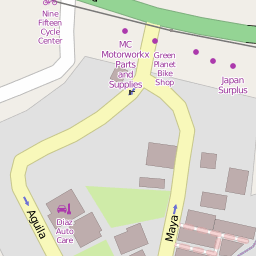 Nine
Fifteen
Cycle
Center
MC
Motorworkx
Parts
and
Supplies
Green
Planet
Bike
Shop
Japan
Surplus
Aguila
Diaz
Auto
Care
Maya